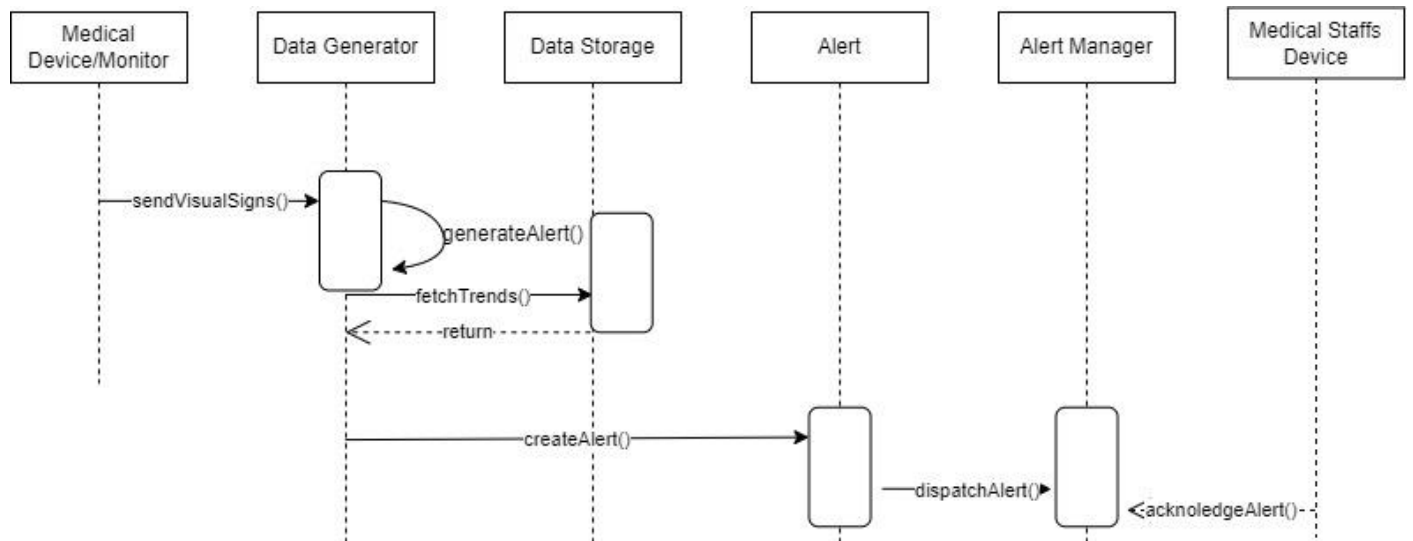 Medical
Device/Monitor
Data Generator
Data Storage
Alert
Alert Manager
Medical Staffs
Device
sendVisualSigns()
generateAlert()
fetchTrends()
return
createAlert()
dispatchAlert()
acknoledgeAlert()